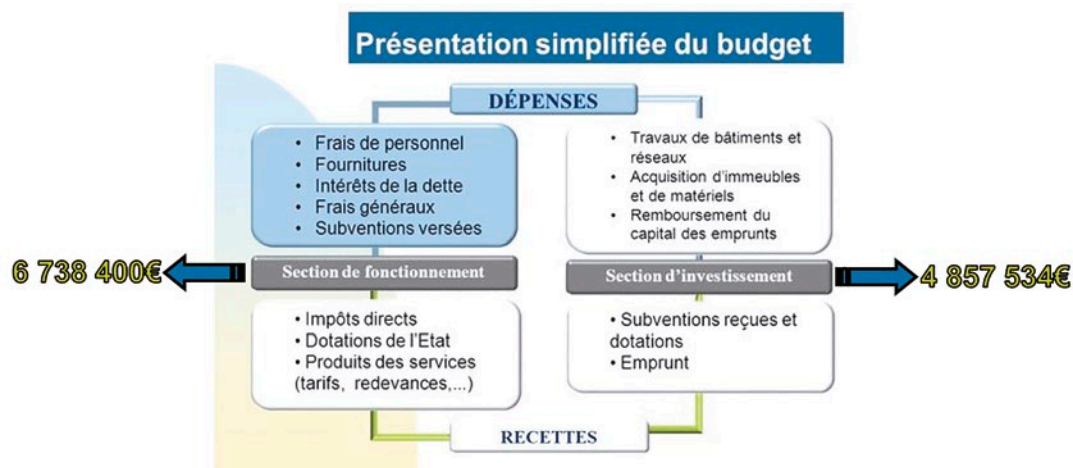 Présentation simplifiée du budget
DÉPENSES
• Frais de personnel
• Fournitures
• Intérêts de la dette
• Frais généraux
• Subventions versées
• Travaux de bâtiments et
réseaux
• Acquisition d'immeubles
et de matériels
• Remboursement du
capital des emprunts
6 738 400€
Section de fonctionnement
Section d'investissement
4 857 534€
• Impôts directs
• Dotations de l'Etat
• Produits des services
(tarifs, redevances,...)
• Subventions reçues et
dotations
• Emprunt
RECETTES